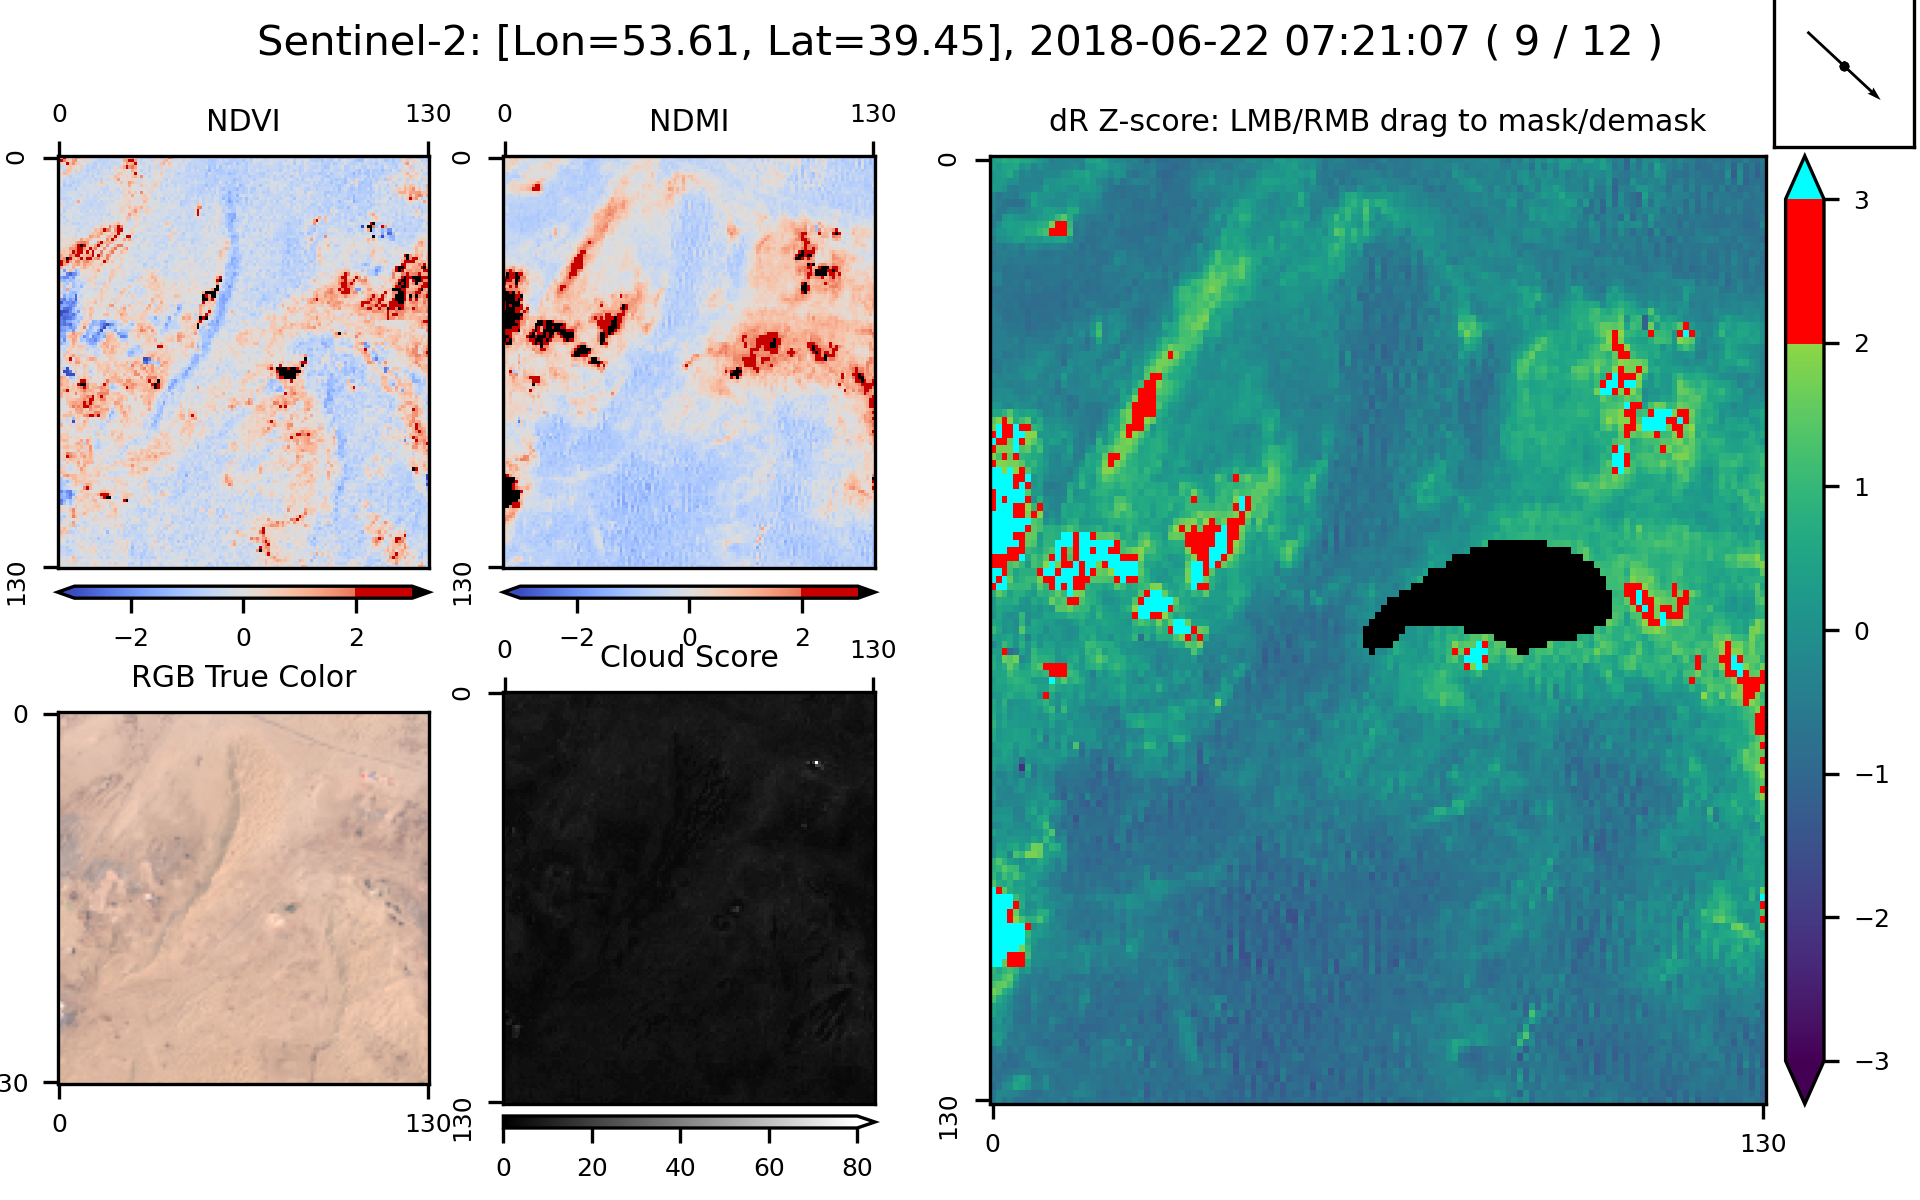 Sentinel-2: [Lon=53.61, Lat=39.45], 2018-06-22 07:21:07 ( 9 / 12 )
0 130
NDVI
0
130
−2 0 2
0 130
NDMI
0
130
−2 0 2
dR Z-score: LMB/RMB drag to mask/demask
0
130
0 130
3
2
1
0
−1
−2
−3
RGB True Color
0
30
0 130
0 130
Cloud Score
0
130
0 20 40 60 80